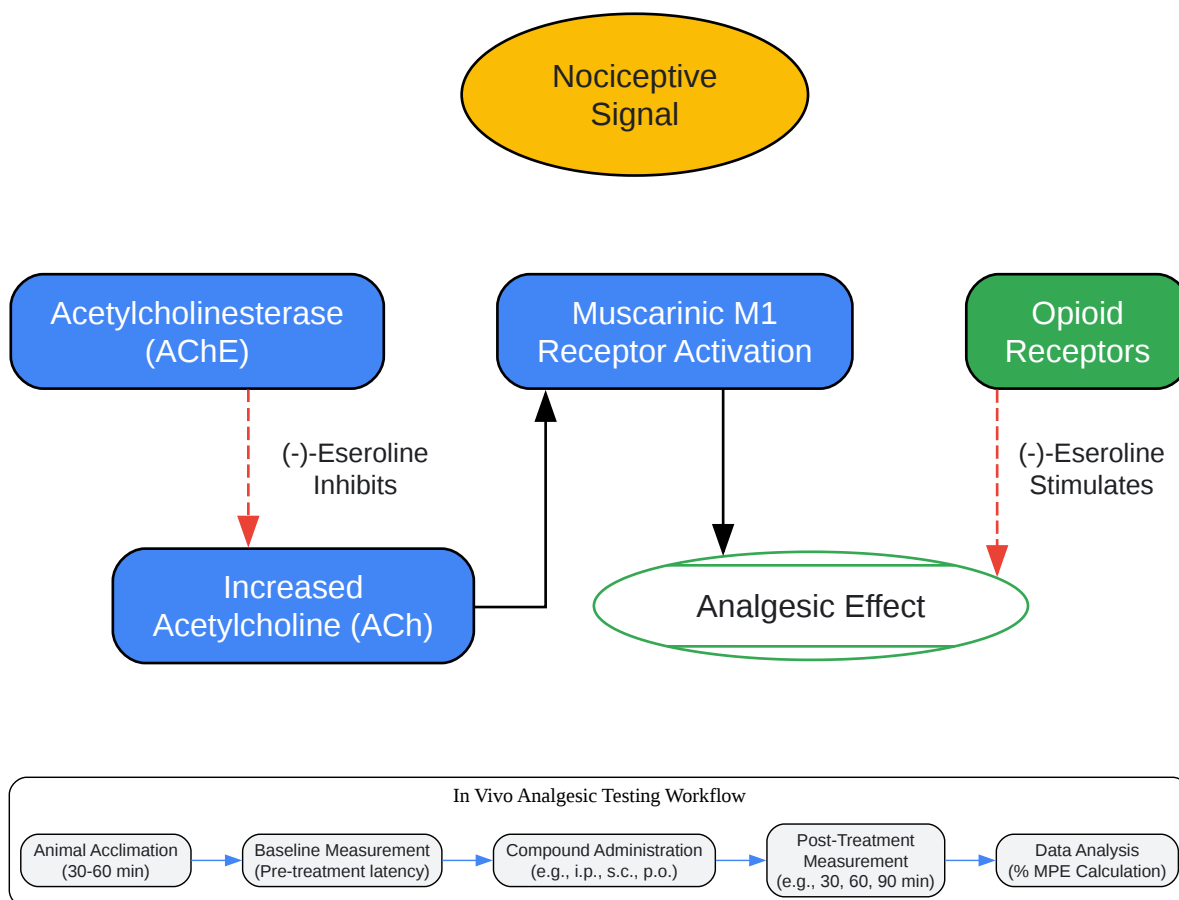 Nociceptive
Signal
Acetylcholinesterase
(AChE)
Muscarinic M1
Receptor Activation
Opioid
Receptors
(-)-Eseroline
Inhibits
(-)-Eseroline
Stimulates
Increased
Acetylcholine (ACh)
Analgesic Effect
In Vivo Analgesic Testing Workflow
Animal Acclimation
(30-60 min)
Baseline Measurement
(Pre-treatment latency)
Compound Administration
(e.g., i.p., s.c., p.o.)
Post-Treatment
Measurement
(e.g., 30, 60, 90 min)
Data Analysis
(% MPE Calculation)